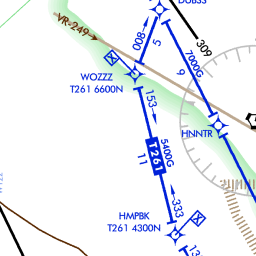 DOBSS
VR-249
309
008
5
7000G
9
WOZZZ
T261 6600N
153
HNNTR
5400G
T261
11
333
HMPBK
T261 4300N